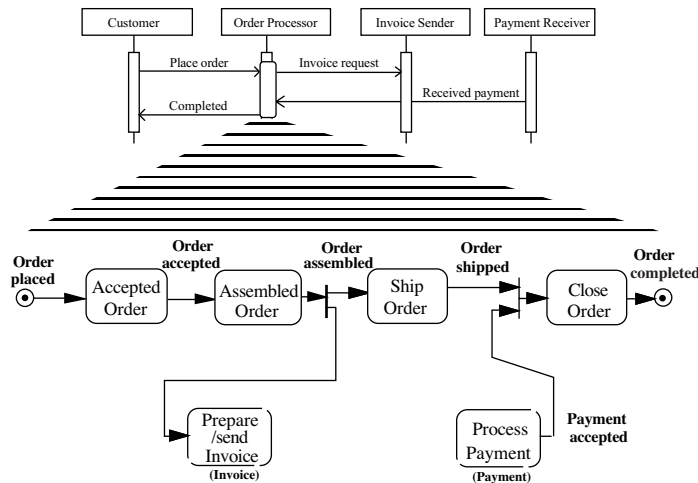 Customer
Order Processor
Invoice Sender
Payment Receiver
Place order
Invoice request
Received payment
Completed
Order
placed
Order
accepted
Order
assembled
Order
shipped
Order
completed
Accepted
Order
Assembled
Order
Ship
Order
Close
Order
Prepare
/send
Invoice
(Invoice)
Process
Payment
(Payment)
Payment
accepted